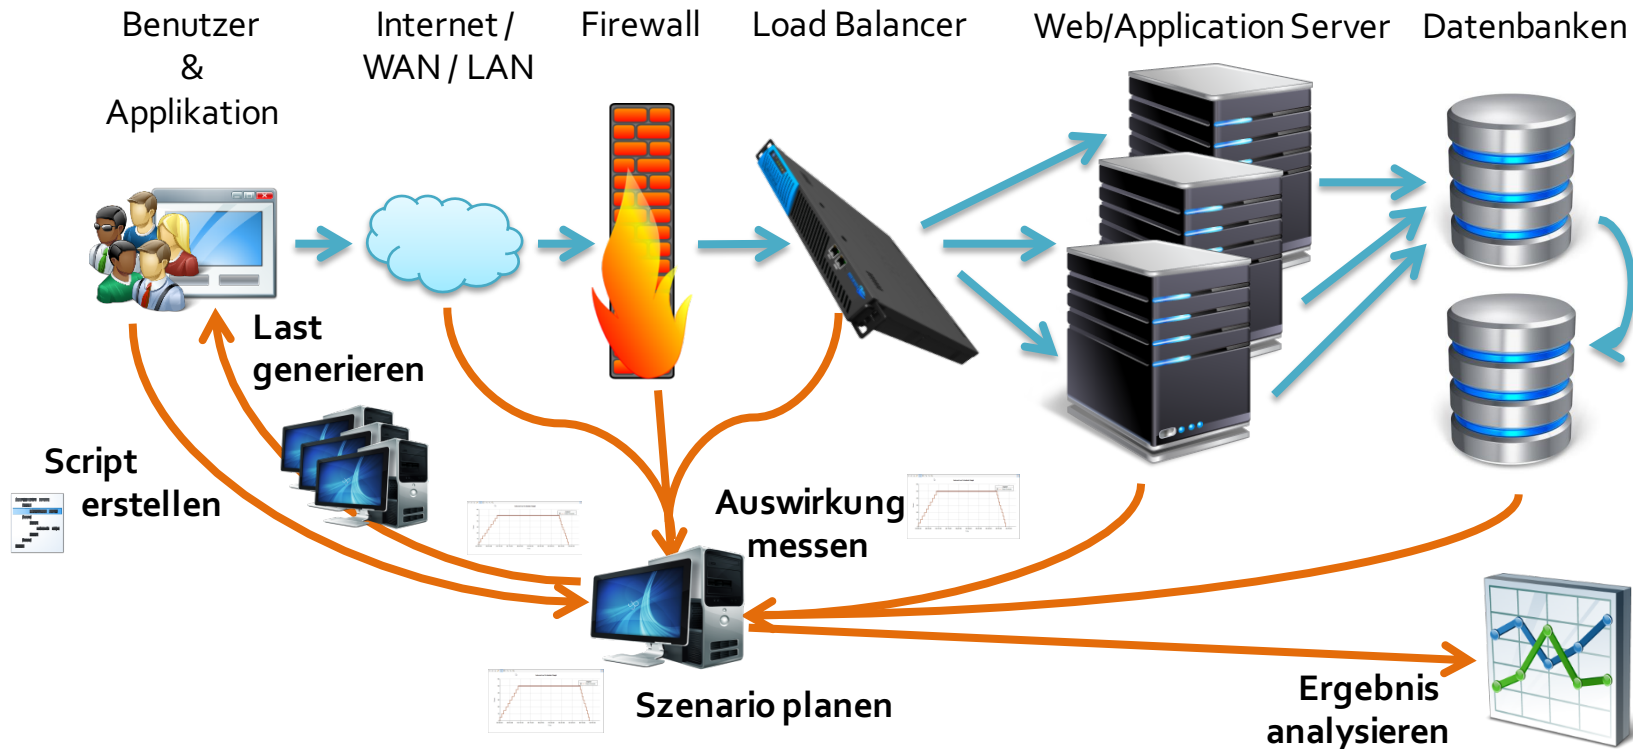 Benutzer
&
Applikation
Internet /
WAN / LAN
Firewall
Load Balancer
Web/Application Server
Datenbanken
Last
generieren
Script
erstellen
Auswirkung
messen
Szenario planen
Ergebnis
analysieren